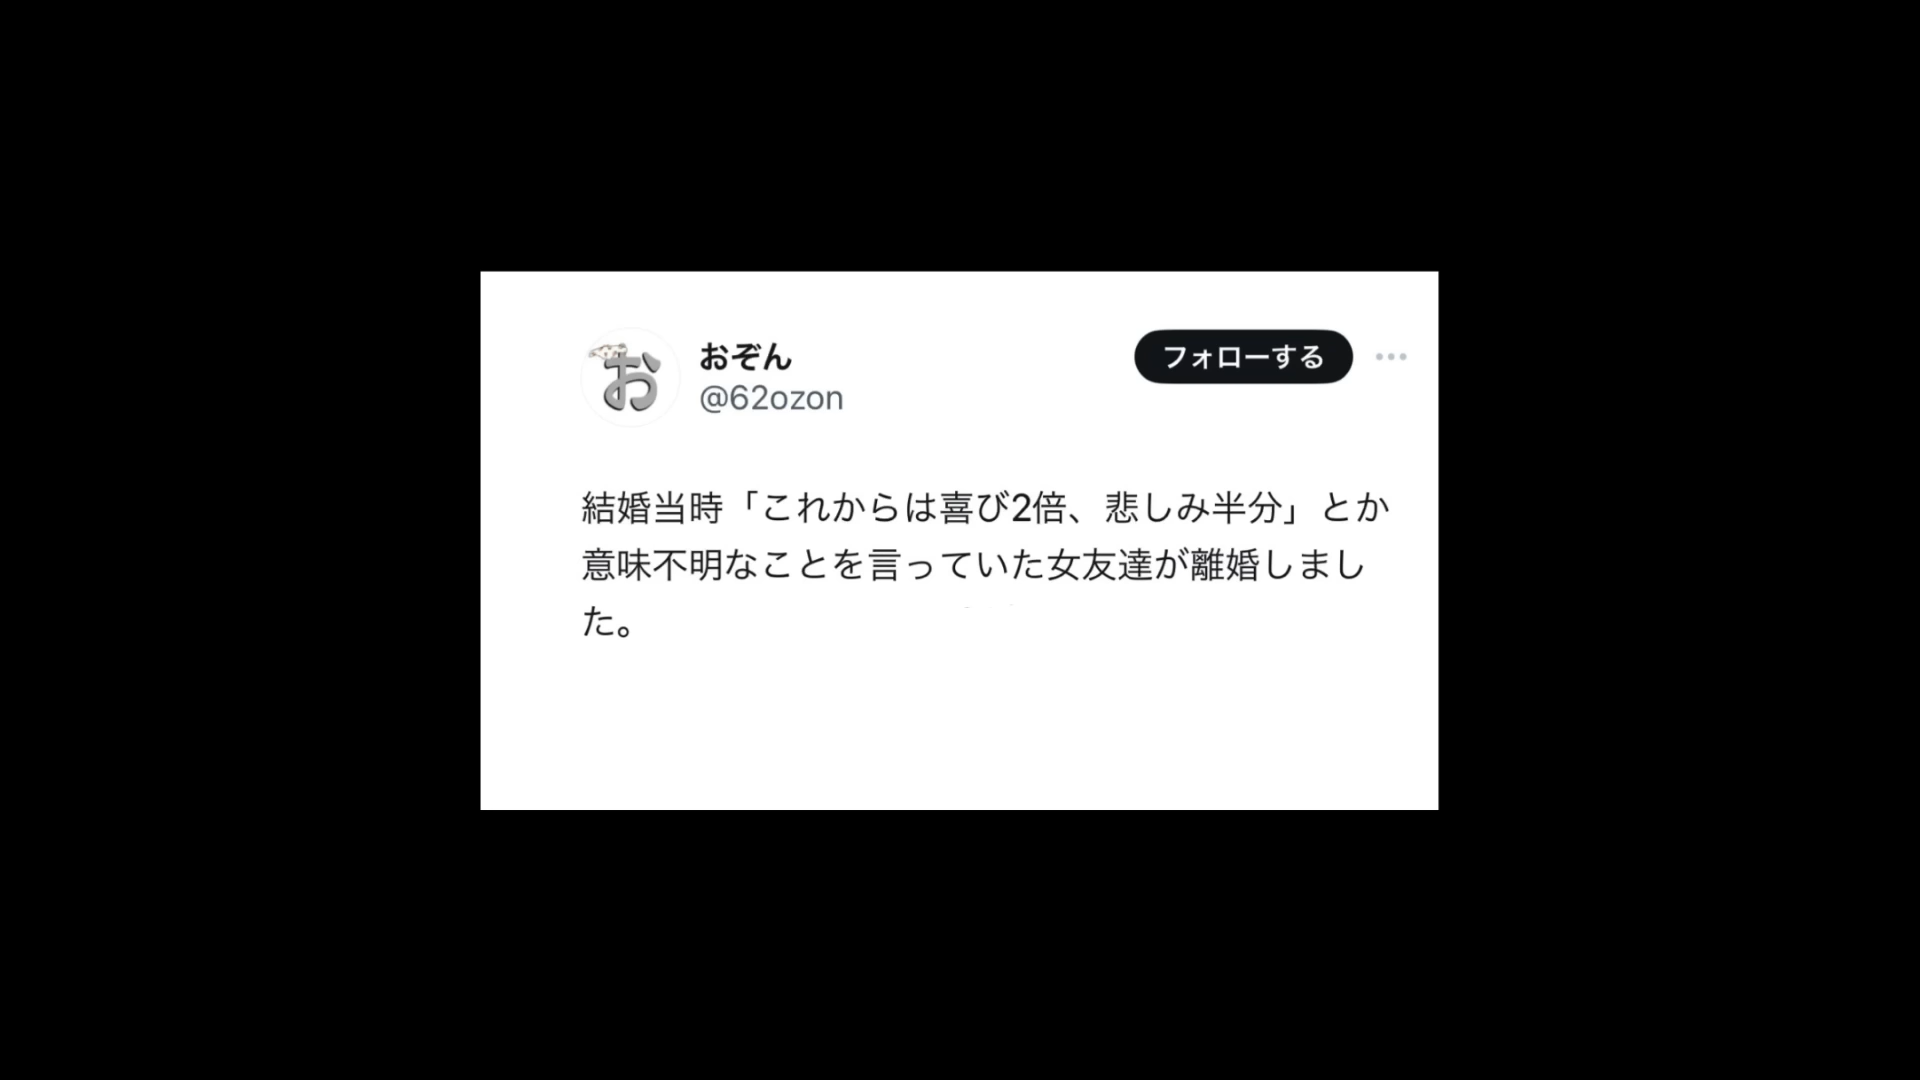 お
おぞん
@62ozon
フォローする
結婚当時「これからは喜び2倍、悲しみ半分」とか
意味不明なことを言っていた女友達が離婚しまし
た。